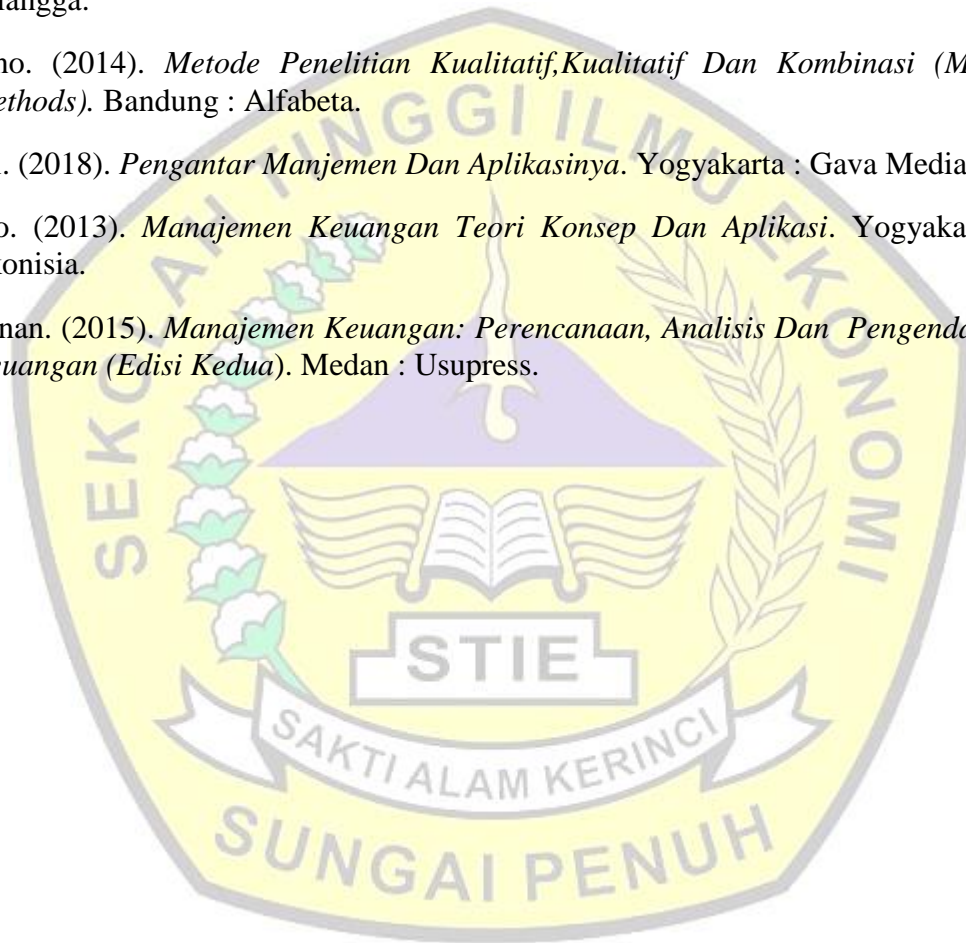 angga.
no. (2014). Metode Penelitian Kualitatif,Kualitatif Dan Kombinasi (M
ethods). Bandung : Alfabeta.
. (2018). Pengantar Manjemen Dan Aplikasinya. Yogyakarta : Gava Media
o. (2013). Manajemen Keuangan Teori Konsep Dan Aplikasi. Yogyaka
konisia.
nan. (2015). Manajemen Keuangan: Perencanaan, Analisis Dan Pengenda
euangan (Edisi Kedua). Medan : Usupress.
SEKOLAH TINGGI ILMU EKONOMI
STIE
SAKTI ALAM KERINCI
SUNGAI PENUH